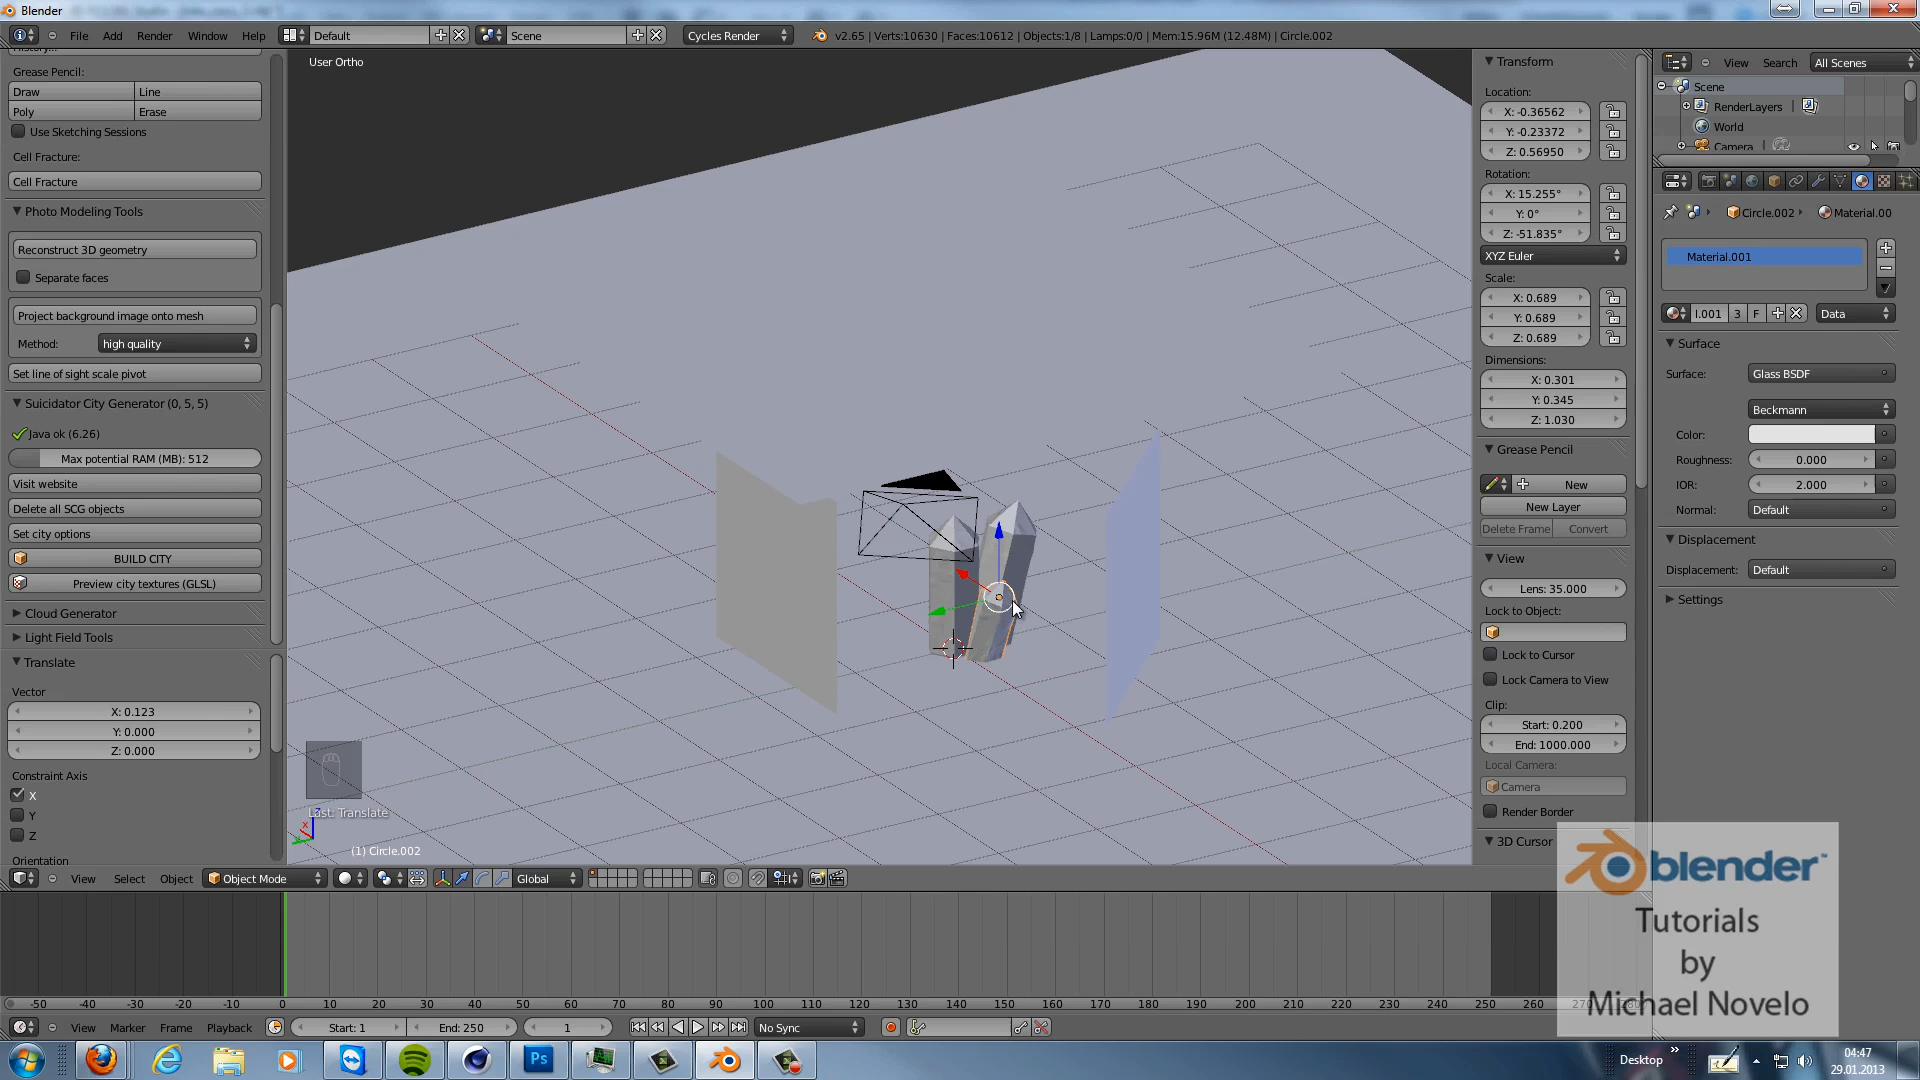 Blender
File Add Render Window Help
Default
Scene
Cycles Render
v2.65 | Verts:10630 | Faces:10612 | Objects:1/8 | Lamps:0/0 | Mem:15.96M (12.48M) | Circle.002
History...
Grease Pencil:
Draw Line
Poly Erase
Use Sketching Sessions
Cell Fracture:
Cell Fracture
Photo Modeling Tools
Reconstruct 3D geometry
Separate faces
Project background image onto mesh
Method: high quality
Set line of sight scale pivot
Suicidator City Generator (0, 5, 5)
Java ok (6.26)
Max potential RAM (MB): 512
Visit website
Delete all SCG objects
Set city options
BUILD CITY
Preview city textures (GLSL)
Cloud Generator
Light Field Tools
Translate
Vector
X: 0.123
Y: 0.000
Z: 0.000
Constraint Axis
X
Y
Z
Orientation
User Ortho
Last: Translate
(1) Circle.002
View Select Object Object Mode Global
Transform
Location:
X: -0.36562
Y: -0.23372
Z: 0.56950
Rotation:
X: 15.255°
Y: 0°
Z: -51.835°
XYZ Euler
Scale:
X: 0.689
Y: 0.689
Z: 0.689
Dimensions:
X: 0.301
Y: 0.345
Z: 1.030
Grease Pencil
New
New Layer
Delete Frame Convert
View
Lens: 35.000
Lock to Object:
Lock to Cursor
Lock Camera to View
Clip:
Start: 0.200
End: 1000.000
Local Camera:
Camera
Render Border
3D Cursor
View Search All Scenes
Scene
RenderLayers
World
Camera
Circle.002 Material.00
Material.001
I.001 3 F Data
Surface
Surface: Glass BSDF
Beckmann
Color:
Roughness: 0.000
IOR: 2.000
Normal: Default
Displacement
Displacement: Default
Settings
blender
Tutorials
by
Michael Novelo
-50 -40 -30 -20 -10 0 10 20 30 40 50 60 70 80 90 100 110 120 130 140 150 160 170 180 190 200 210 220 230 240 250 260 270
View Marker Frame Playback Start: 1 End: 250 1 No Sync
Ps
Desktop
04:47
29.01.2013